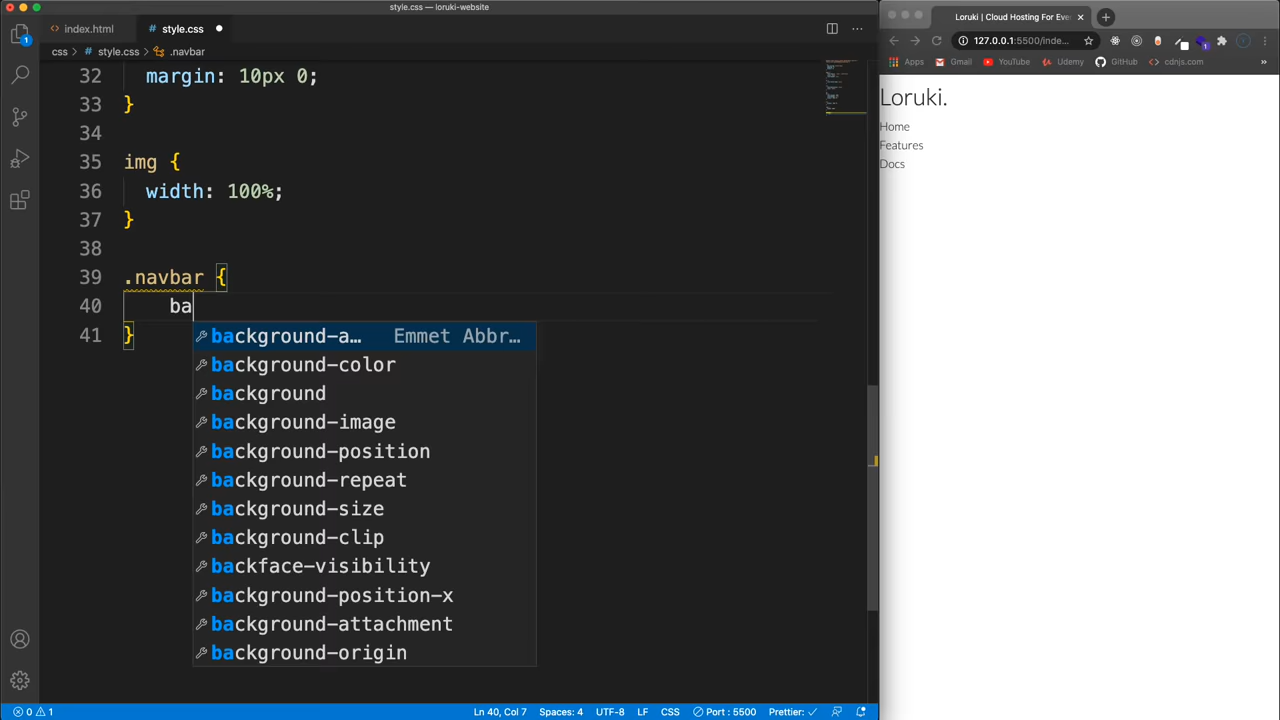 style.css — loruki-website
index.html
style.css
css > style.css > .navbar
32 margin: 10px 0;
33 }
34
35 img {
36 width: 100%;
37 }
38
39 .navbar {
40 ba
41 }
background-a… Emmet Abbr…
background-color
background
background-image
background-position
background-repeat
background-size
background-clip
backface-visibility
background-position-x
background-attachment
background-origin
1
0 1 Ln 40, Col 7 Spaces: 4 UTF-8 LF CSS Port : 5500 Prettier: ✓
Loruki | Cloud Hosting For Eve
127.0.0.1:5500/inde…
Apps Gmail YouTube Udemy GitHub cdnjs.com »
Loruki.
Home
Features
Docs